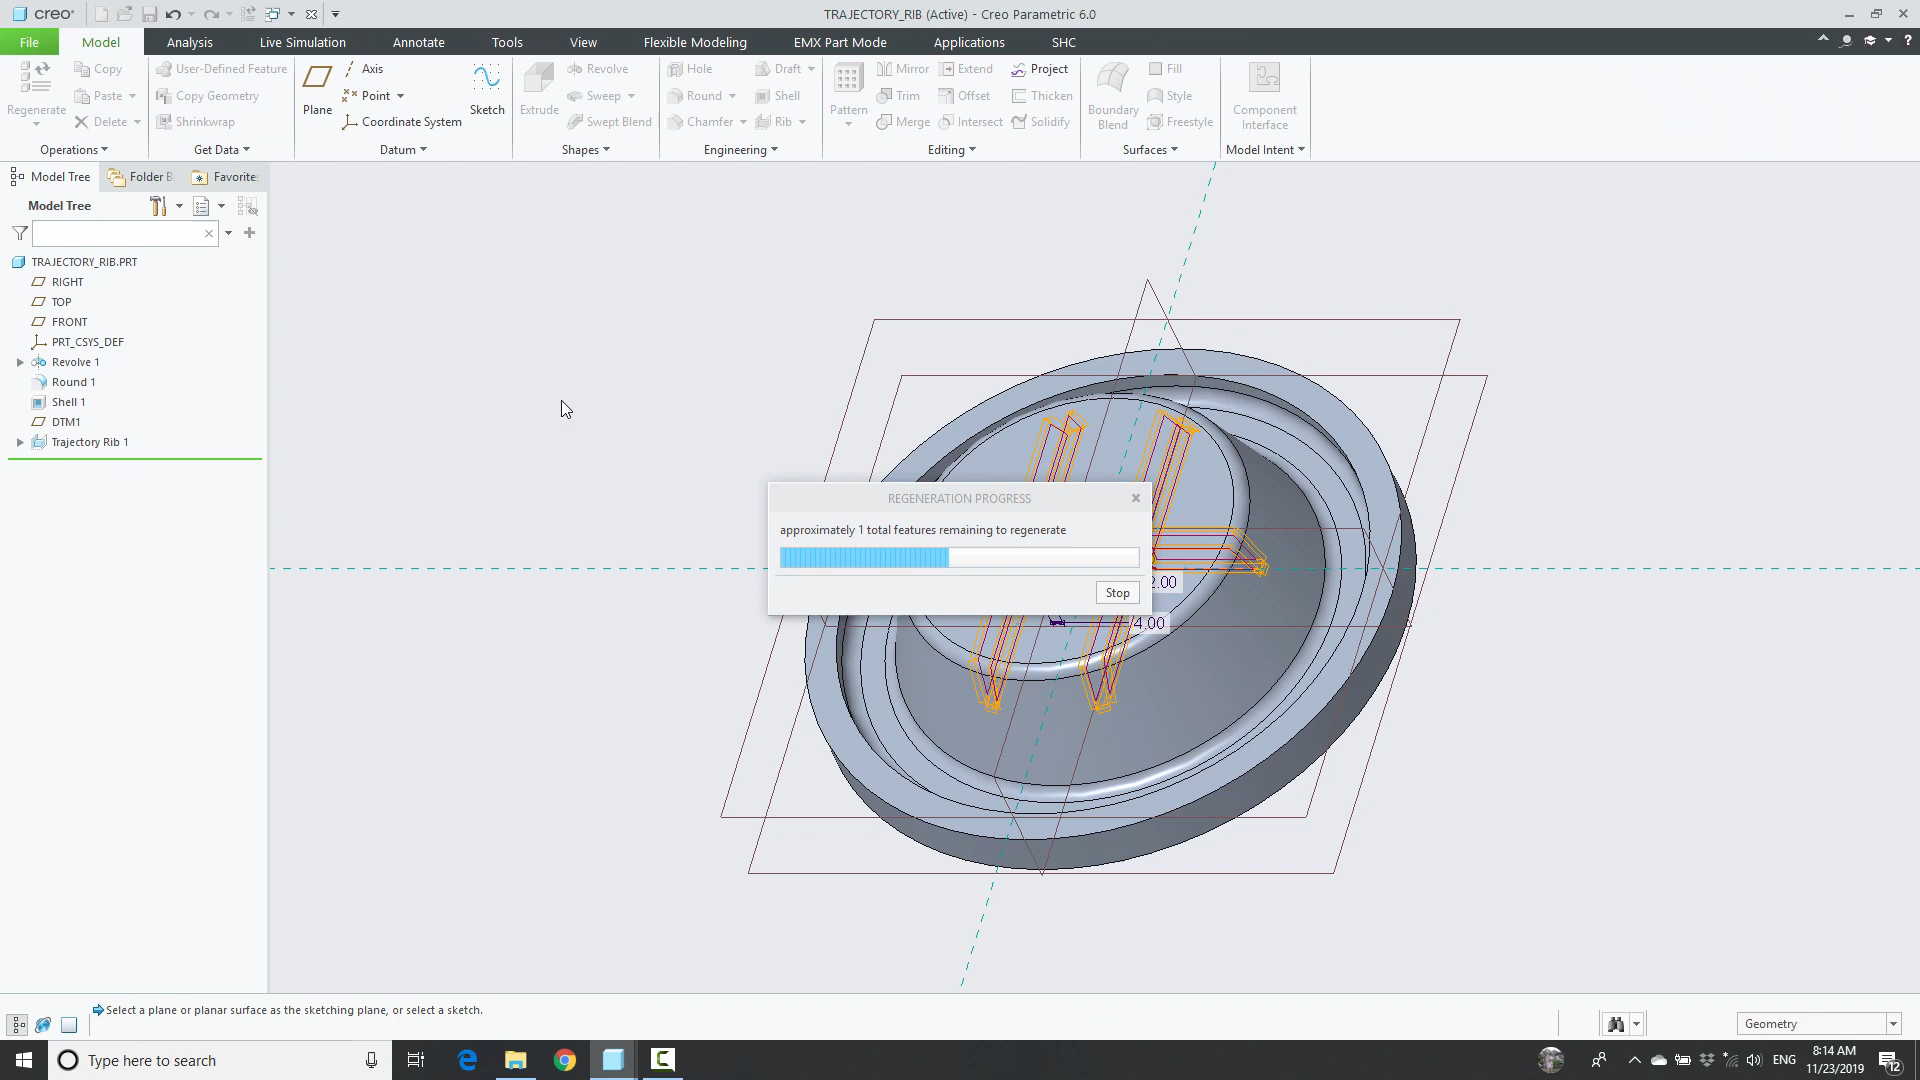 creo
TRAJECTORY_RIB (Active) - Creo Parametric 6.0
File Model Analysis Live Simulation Annotate Tools View Flexible Modeling EMX Part Mode Applications SHC
Regenerate
Copy
Paste
Delete
Operations
User-Defined Feature
Copy Geometry
Shrinkwrap
Get Data
Plane
Axis
Point
Coordinate System
Sketch
Datum
Extrude
Revolve
Sweep
Swept Blend
Shapes
Hole
Round
Chamfer
Draft
Shell
Rib
Engineering
Pattern
Mirror
Trim
Merge
Extend
Offset
Intersect
Project
Thicken
Solidify
Editing
Boundary
Blend
Fill
Style
Freestyle
Surfaces
Component
Interface
Model Intent
Model Tree Folder B Favorite
Model Tree
TRAJECTORY_RIB.PRT
RIGHT
TOP
FRONT
PRT_CSYS_DEF
Revolve 1
Round 1
Shell 1
DTM1
Trajectory Rib 1
REGENERATION PROGRESS
approximately 1 total features remaining to regenerate
Stop
2.00
4.00
Select a plane or planar surface as the sketching plane, or select a sketch.
Geometry
Type here to search
ENG
8:14 AM
11/23/2019
12